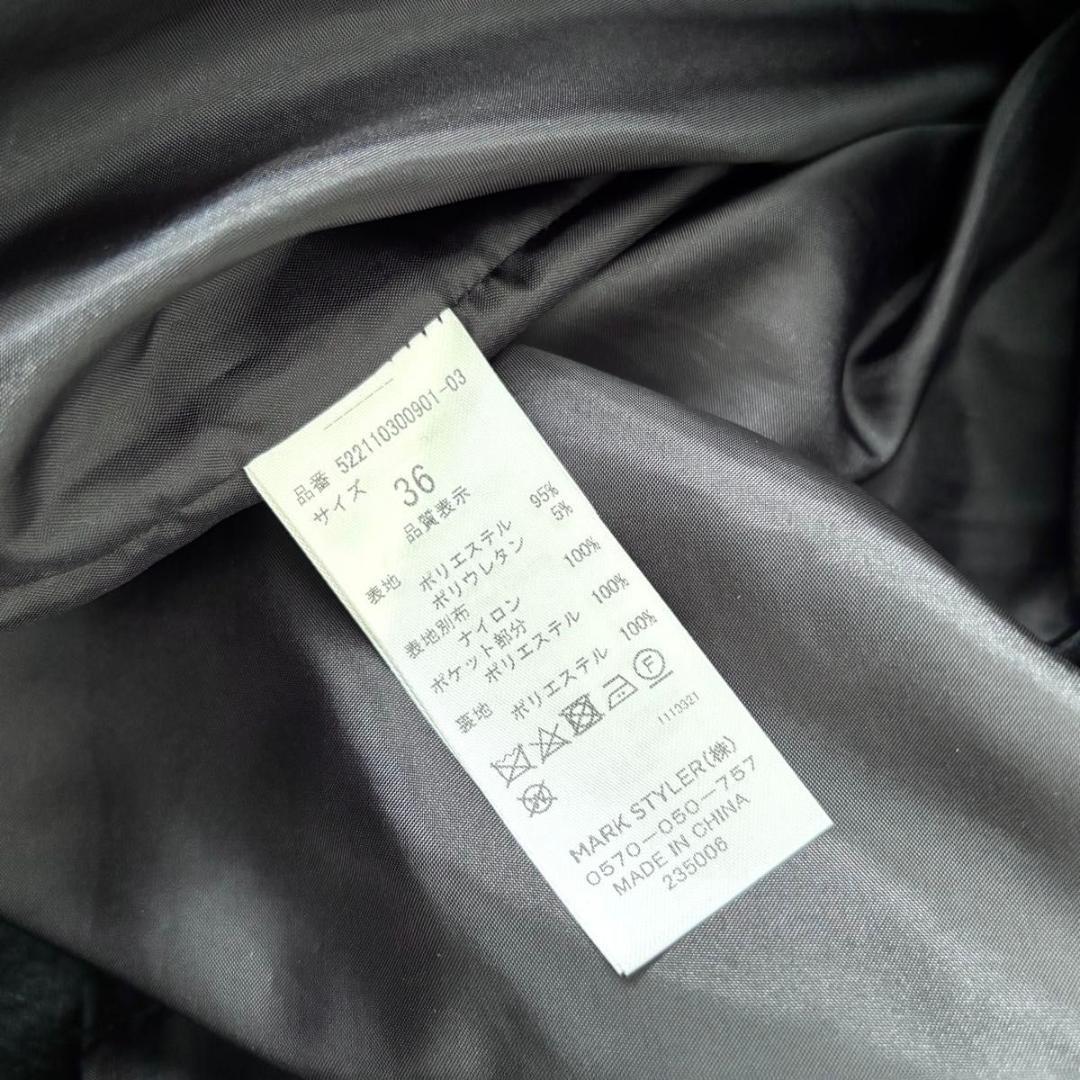 品番 522110300901-03
サイズ 36
品質表示
表地 ポリエステル 95%
ポリウレタン 5%
表地別布
ナイロン 100%
ポケット部分
ポリエステル 100%
裏地 ポリエステル 100%
F
W
1113321
MARK STYLER(株)
0570-050-757
MADE IN CHINA
235006